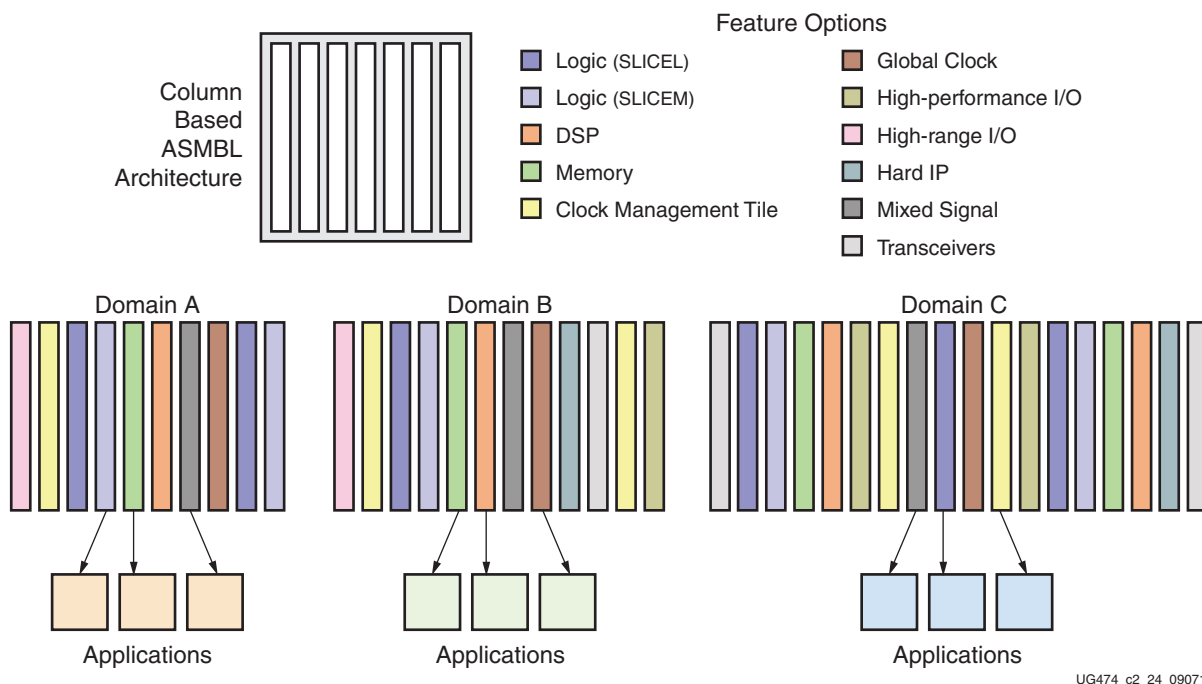 Feature Options
Column
Based
ASMBL
Architecture
Logic (SLICEL)
Logic (SLICEM)
DSP
Memory
Clock Management Tile
Global Clock
High-performance I/O
High-range I/O
Hard IP
Mixed Signal
Transceivers
Domain A
Domain B
Domain C
Applications
Applications
Applications